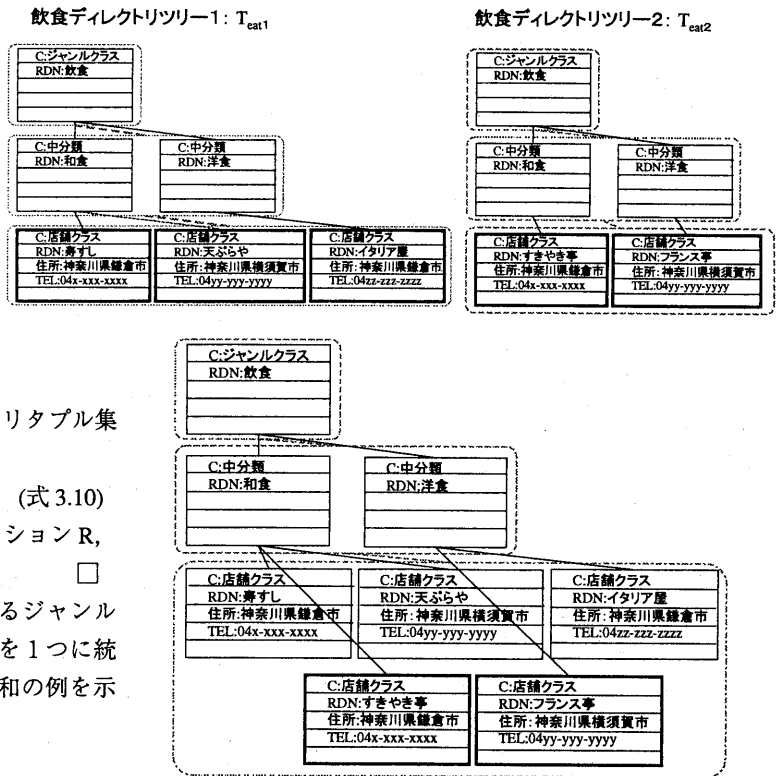 飲食ディレクトリツリー1: T_eat1
C:ジャンルクラス
RDN:飲食
C:中分類
RDN:和食
C:中分類
RDN:洋食
C:店舗クラス
RDN:寿すし
住所:神奈川県鎌倉市
TEL:04x-xxx-xxxx
C:店舗クラス
RDN:天ぷらや
住所:神奈川県横須賀市
TEL:04yy-yyy-yyyy
C:店舗クラス
RDN:イタリア屋
住所:神奈川県鎌倉市
TEL:04zz-zzz-zzzz
飲食ディレクトリツリー2: T_eat2
C:ジャンルクラス
RDN:飲食
C:中分類
RDN:和食
C:中分類
RDN:洋食
C:店舗クラス
RDN:すきやき亭
住所:神奈川県鎌倉市
TEL:04x-xxx-xxxx
C:店舗クラス
RDN:フランス亭
住所:神奈川県横須賀市
TEL:04yy-yyy-yyyy
リタプル集
(式 3.10)
ション R,
□
るジャンル
を1つに統
和の例を示
C:ジャンルクラス
RDN:飲食
C:中分類
RDN:和食
C:中分類
RDN:洋食
C:店舗クラス
RDN:寿すし
住所:神奈川県鎌倉市
TEL:04x-xxx-xxxx
C:店舗クラス
RDN:天ぷらや
住所:神奈川県横須賀市
TEL:04yy-yyy-yyyy
C:店舗クラス
RDN:イタリア屋
住所:神奈川県鎌倉市
TEL:04zz-zzz-zzzz
C:店舗クラス
RDN:すきやき亭
住所:神奈川県鎌倉市
TEL:04x-xxx-xxxx
C:店舗クラス
RDN:フランス亭
住所:神奈川県横須賀市
TEL:04yy-yyy-yyyy